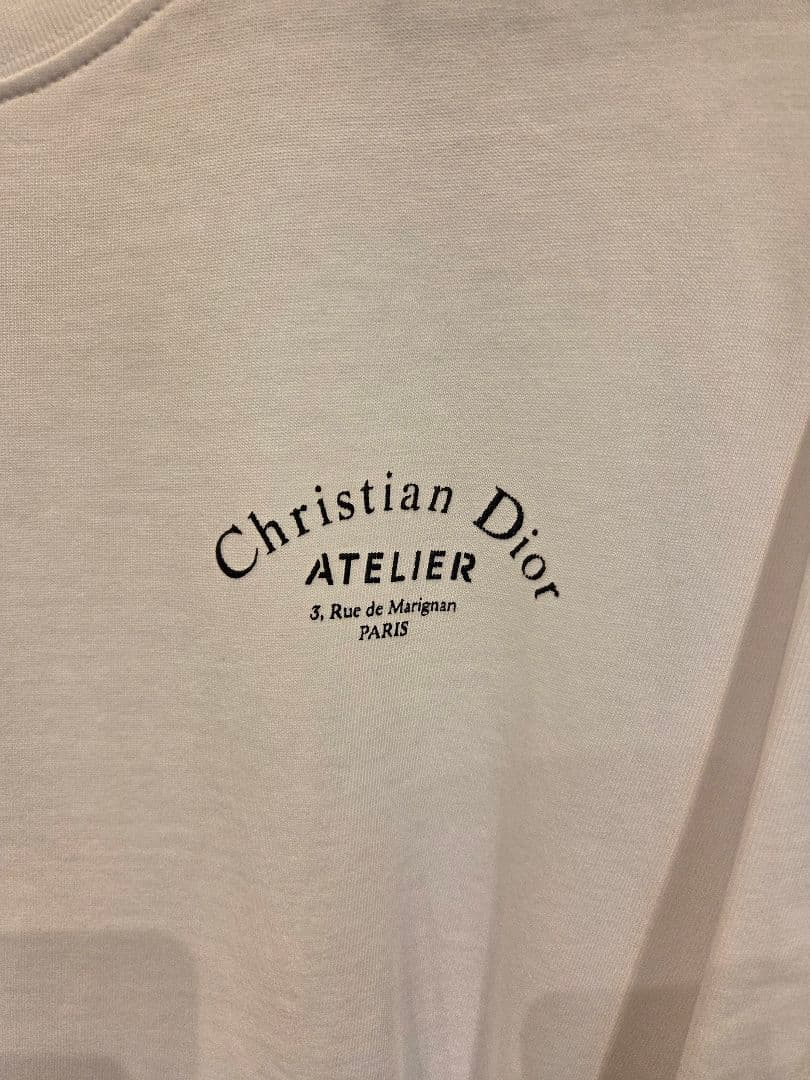 Christian Dior
ATELIER
3, Rue de Marignan
PARIS